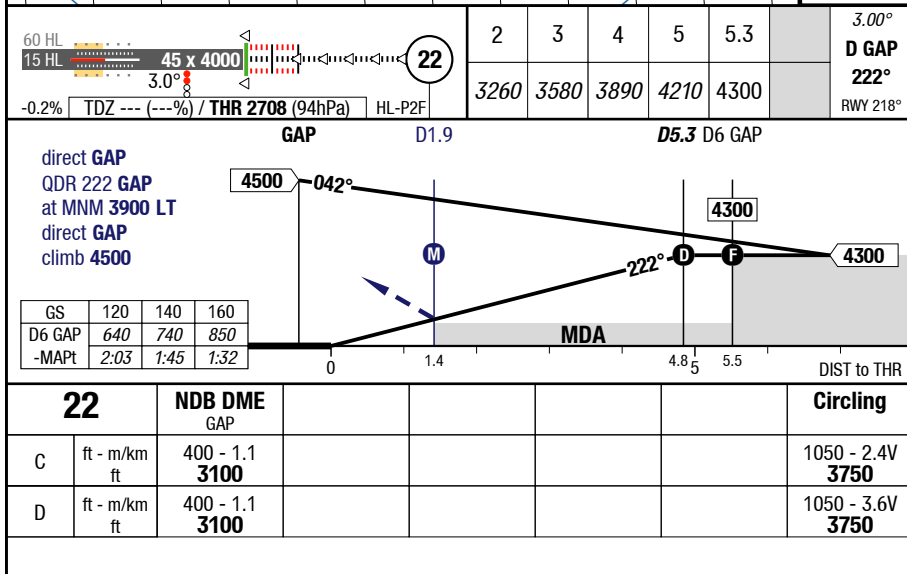 60 HL
15 HL
45 x 4000
22
3.0°
-0.2%
TDZ --- (---%) / THR 2708 (94hPa)
HL-P2F
2 3 4 5 5.3
3260 3580 3890 4210 4300
3.00°
D GAP
222°
RWY 218°
GAP D1.9 D5.3 D6 GAP
direct GAP
QDR 222 GAP
at MNM 3900 LT
direct GAP
climb 4500
4500
042°
4300
M
222°
D
F
4300
MDA
GS 120 140 160
D6 GAP 640 740 850
-MAPt 2:03 1:45 1:32
0 1.4 4.8 5 5.5
DIST to THR
22 NDB DME Circling
GAP
C ft - m/km 400 - 1.1 1050 - 2.4V
ft 3100 3750
D ft - m/km 400 - 1.1 1050 - 3.6V
ft 3100 3750